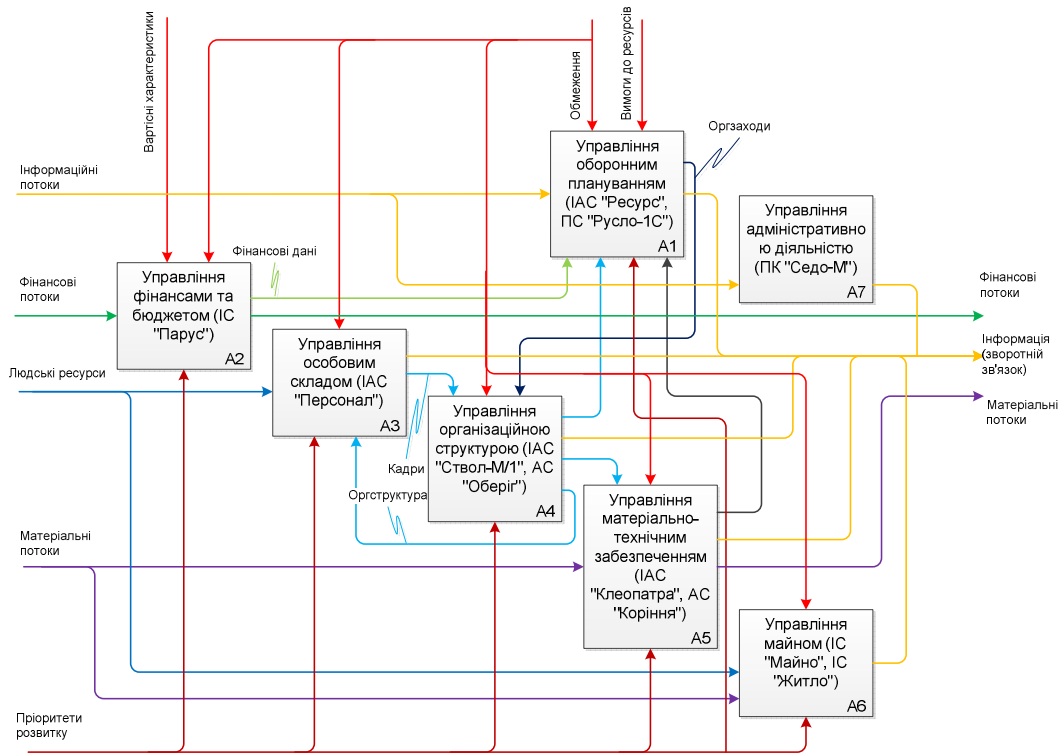 Вартісні характеристики
Обмеження
Вимоги до ресурсів
Оргзаходи
Інформаційні
потоки
Управління
оборонним
плануванням
(ІАС "Ресурс",
ПС "Русло-1С")
А1
Управління
адміністративно
ю діяльністю
(ПК "Седо-М")
А7
Фінансові дані
Фінансові
потоки
Управління
фінансами та
бюджетом (ІС
"Парус")
А2
Фінансові
потоки
Інформація
(зворотній
зв'язок)
Матеріальні
потоки
Людські ресурси
Управління
особовим
складом (ІАС
"Персонал")
А3
Кадри
Оргструктура
Управління
організаційною
структурою (ІАС
"Ствол-М/1", АС
"Оберіг")
А4
Матеріальні
потоки
Управління
матеріально-
технічним
забезпеченням
(ІАС
"Клеопатра", АС
"Коріння")
А5
Управління
майном (ІС
"Майно", ІС
"Житло")
А6
Пріоритети
розвитку